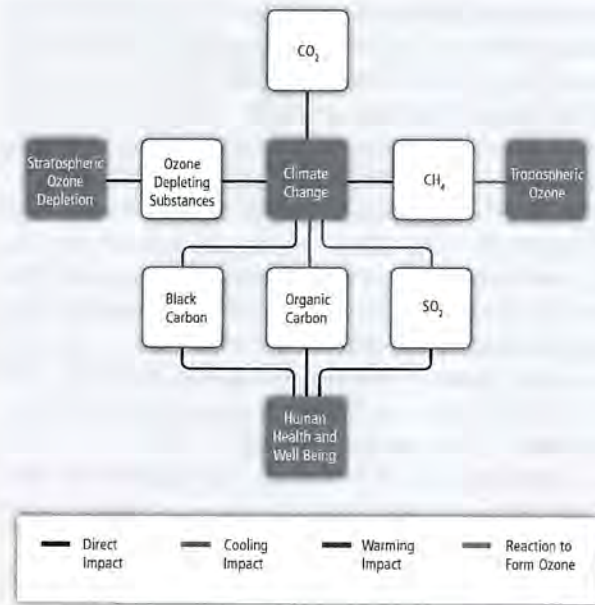 CO₂
Stratospheric
Ozone
Depletion
Ozone
Depleting
Substances
Climate
Change
CH₄
Tropospheric
Ozone
Black
Carbon
Organic
Carbon
SO₂
Human
Health and
Well Being
Direct
Impact
Cooling
Impact
Warming
Impact
Reaction to
Form Ozone